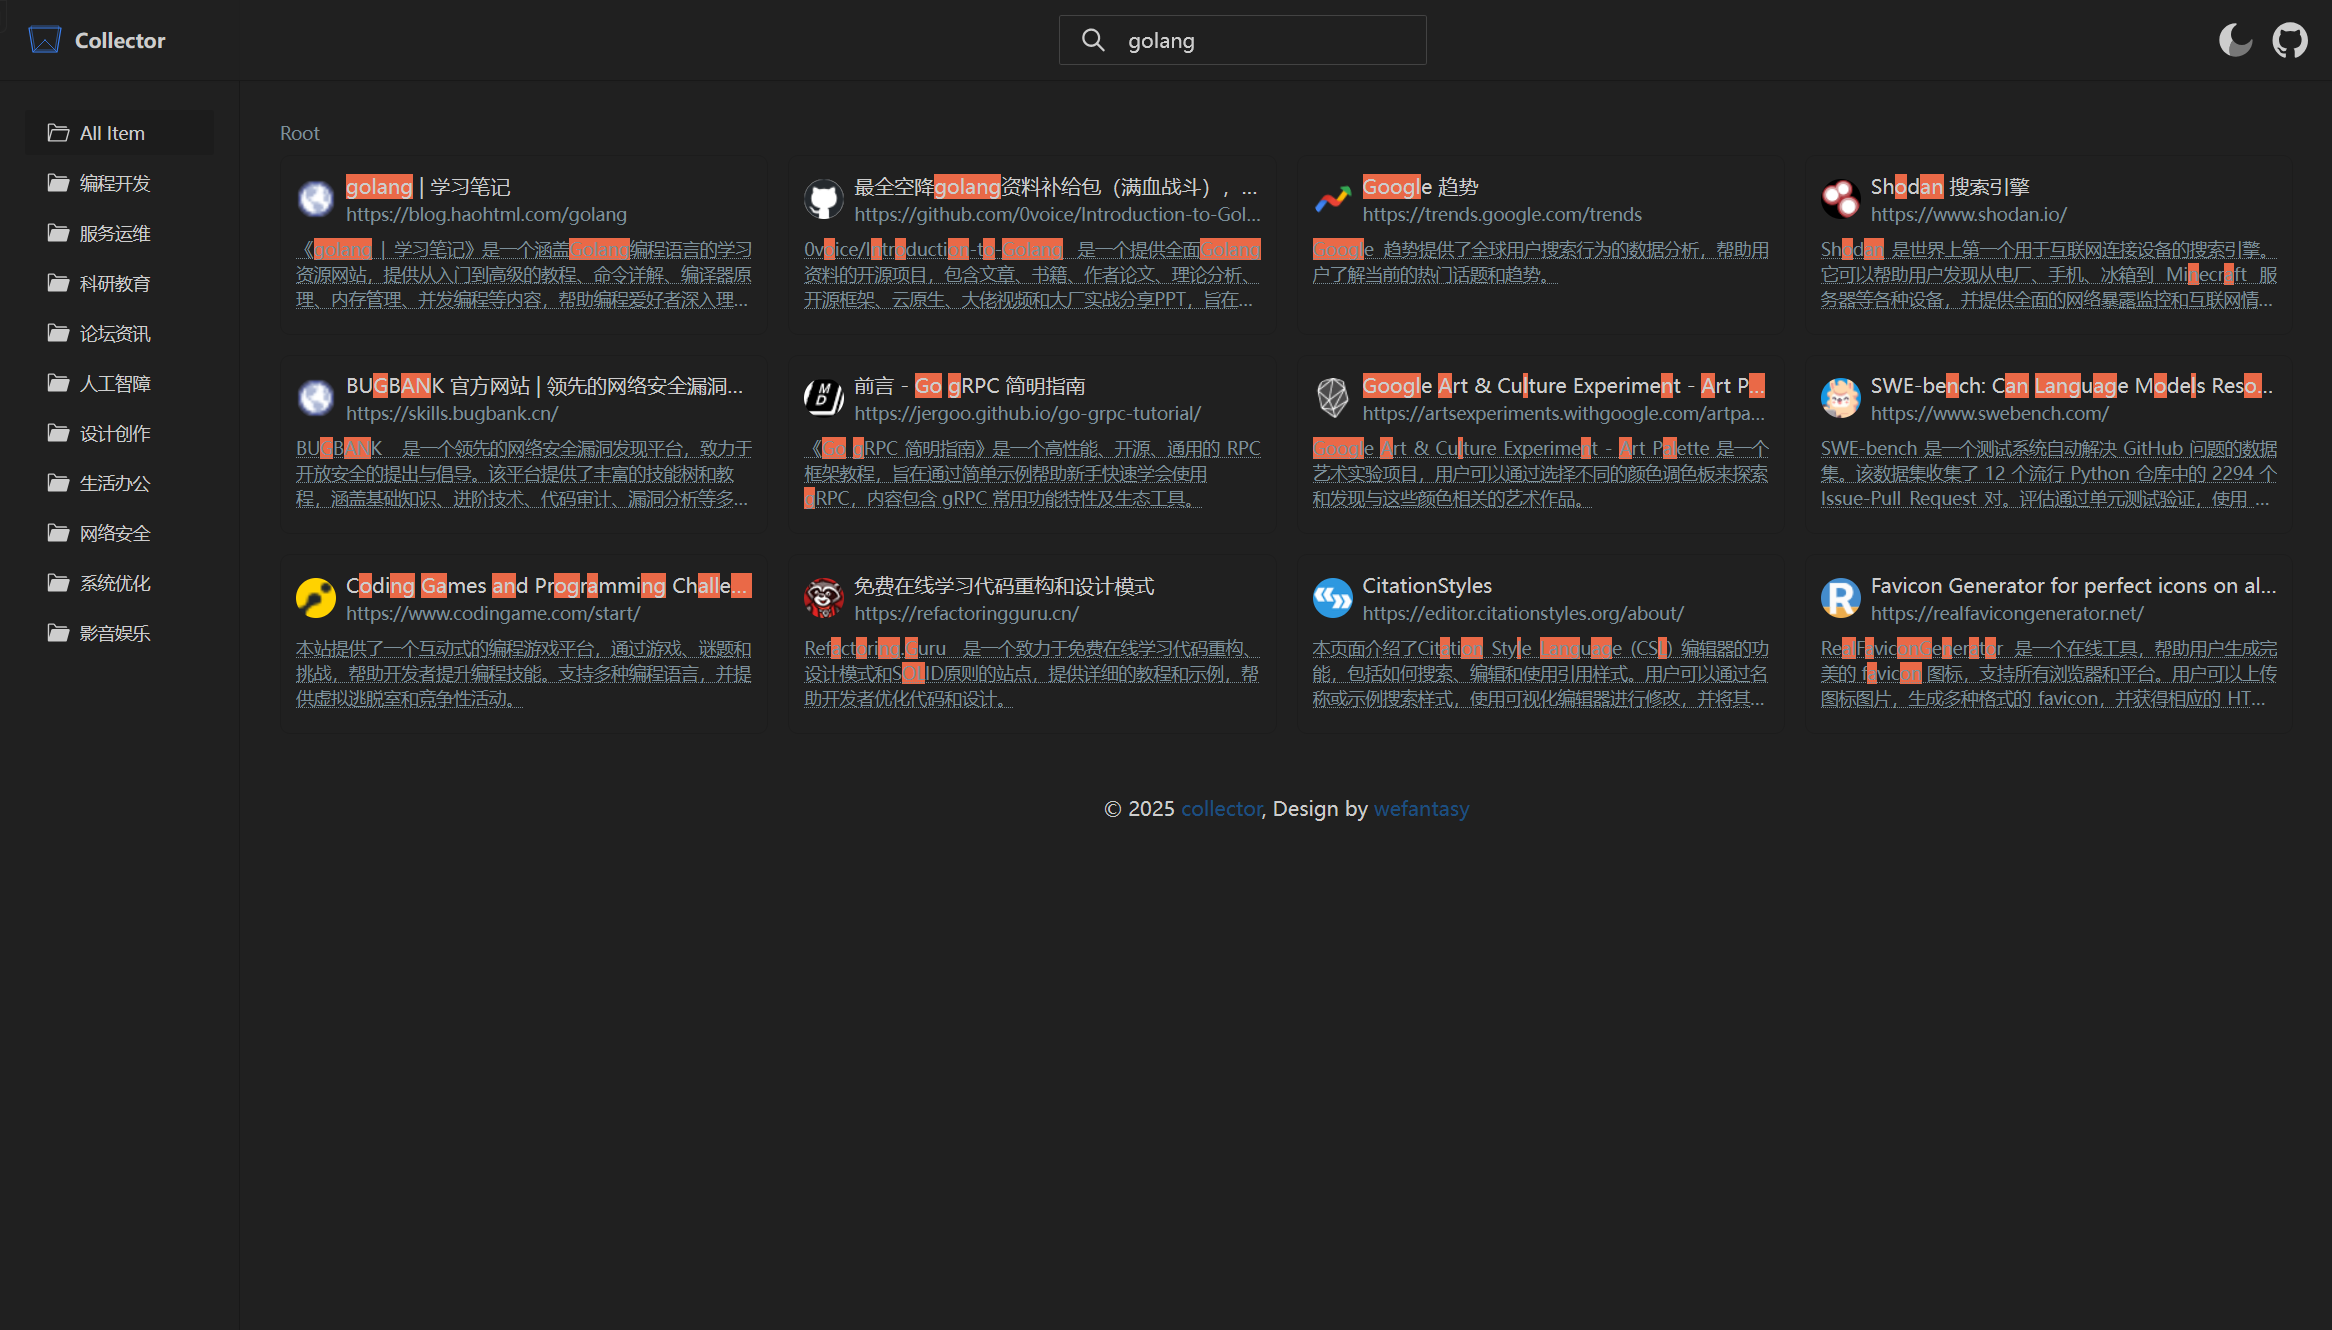 Collector
golang
All Item
编程开发
服务运维
科研教育
论坛资讯
人工智障
设计创作
生活办公
网络安全
系统优化
影音娱乐
Root
golang | 学习笔记
https://blog.haohtml.com/golang
《golang | 学习笔记》是一个涵盖Golang编程语言的学习
资源网站，提供从入门到高级的教程、命令详解、编译器原
理、内存管理、并发编程等内容，帮助编程爱好者深入理...
最全空降golang资料补给包（满血战斗），...
https://github.com/0voice/Introduction-to-Gol...
0voice/Introduction-to-Golang 是一个提供全面Golang
资料的开源项目，包含文章、书籍、作者论文、理论分析、
开源框架、云原生、大佬视频和大厂实战分享PPT，旨在...
Google 趋势
https://trends.google.com/trends
Google 趋势提供了全球用户搜索行为的数据分析，帮助用
户了解当前的热门话题和趋势。
Shodan 搜索引擎
https://www.shodan.io/
Shodan 是世界上第一个用于互联网连接设备的搜索引擎。
它可以帮助用户发现从电厂、手机、冰箱到 Minecraft 服
务器等各种设备，并提供全面的网络暴露监控和互联网情...
BUGBANK 官方网站 | 领先的网络安全漏洞...
https://skills.bugbank.cn/
BUGBANK 是一个领先的网络安全漏洞发现平台，致力于
开放安全的提出与倡导。该平台提供了丰富的技能树和教
程，涵盖基础知识、进阶技术、代码审计、漏洞分析等多...
前言 - Go gRPC 简明指南
https://jergoo.github.io/go-grpc-tutorial/
《Go gRPC 简明指南》是一个高性能、开源、通用的 RPC
框架教程，旨在通过简单示例帮助新手快速学会使用
gRPC，内容包含 gRPC 常用功能特性及生态工具。
Google Art & Culture Experiment - Art P...
https://artsexperiments.withgoogle.com/artpa...
Google Art & Culture Experiment - Art Palette 是一个
艺术实验项目，用户可以通过选择不同的颜色调色板来探索
和发现与这些颜色相关的艺术作品。
SWE-bench: Can Language Models Reso...
https://www.swebench.com/
SWE-bench 是一个测试系统自动解决 GitHub 问题的数据
集。该数据集收集了 12 个流行 Python 仓库中的 2294 个
Issue-Pull Request 对。评估通过单元测试验证，使用 ...
Coding Games and Programming Challe...
https://www.codingame.com/start/
本站提供了一个互动式的编程游戏平台，通过游戏、谜题和
挑战，帮助开发者提升编程技能。支持多种编程语言，并提
供虚拟逃脱室和竞争性活动。
免费在线学习代码重构和设计模式
https://refactoringguru.cn/
Refactoring.Guru 是一个致力于免费在线学习代码重构、
设计模式和SOLID原则的站点，提供详细的教程和示例，帮
助开发者优化代码和设计。
CitationStyles
https://editor.citationstyles.org/about/
本页面介绍了Citation Style Language (CSL) 编辑器的功
能，包括如何搜索、编辑和使用引用样式。用户可以通过名
称或示例搜索样式，使用可视化编辑器进行修改，并将其...
Favicon Generator for perfect icons on al...
https://realfavicongenerator.net/
RealFaviconGenerator 是一个在线工具，帮助用户生成完
美的 favicon 图标，支持所有浏览器和平台。用户可以上传
图标图片，生成多种格式的 favicon，并获得相应的 HT...
© 2025 collector, Design by wefantasy